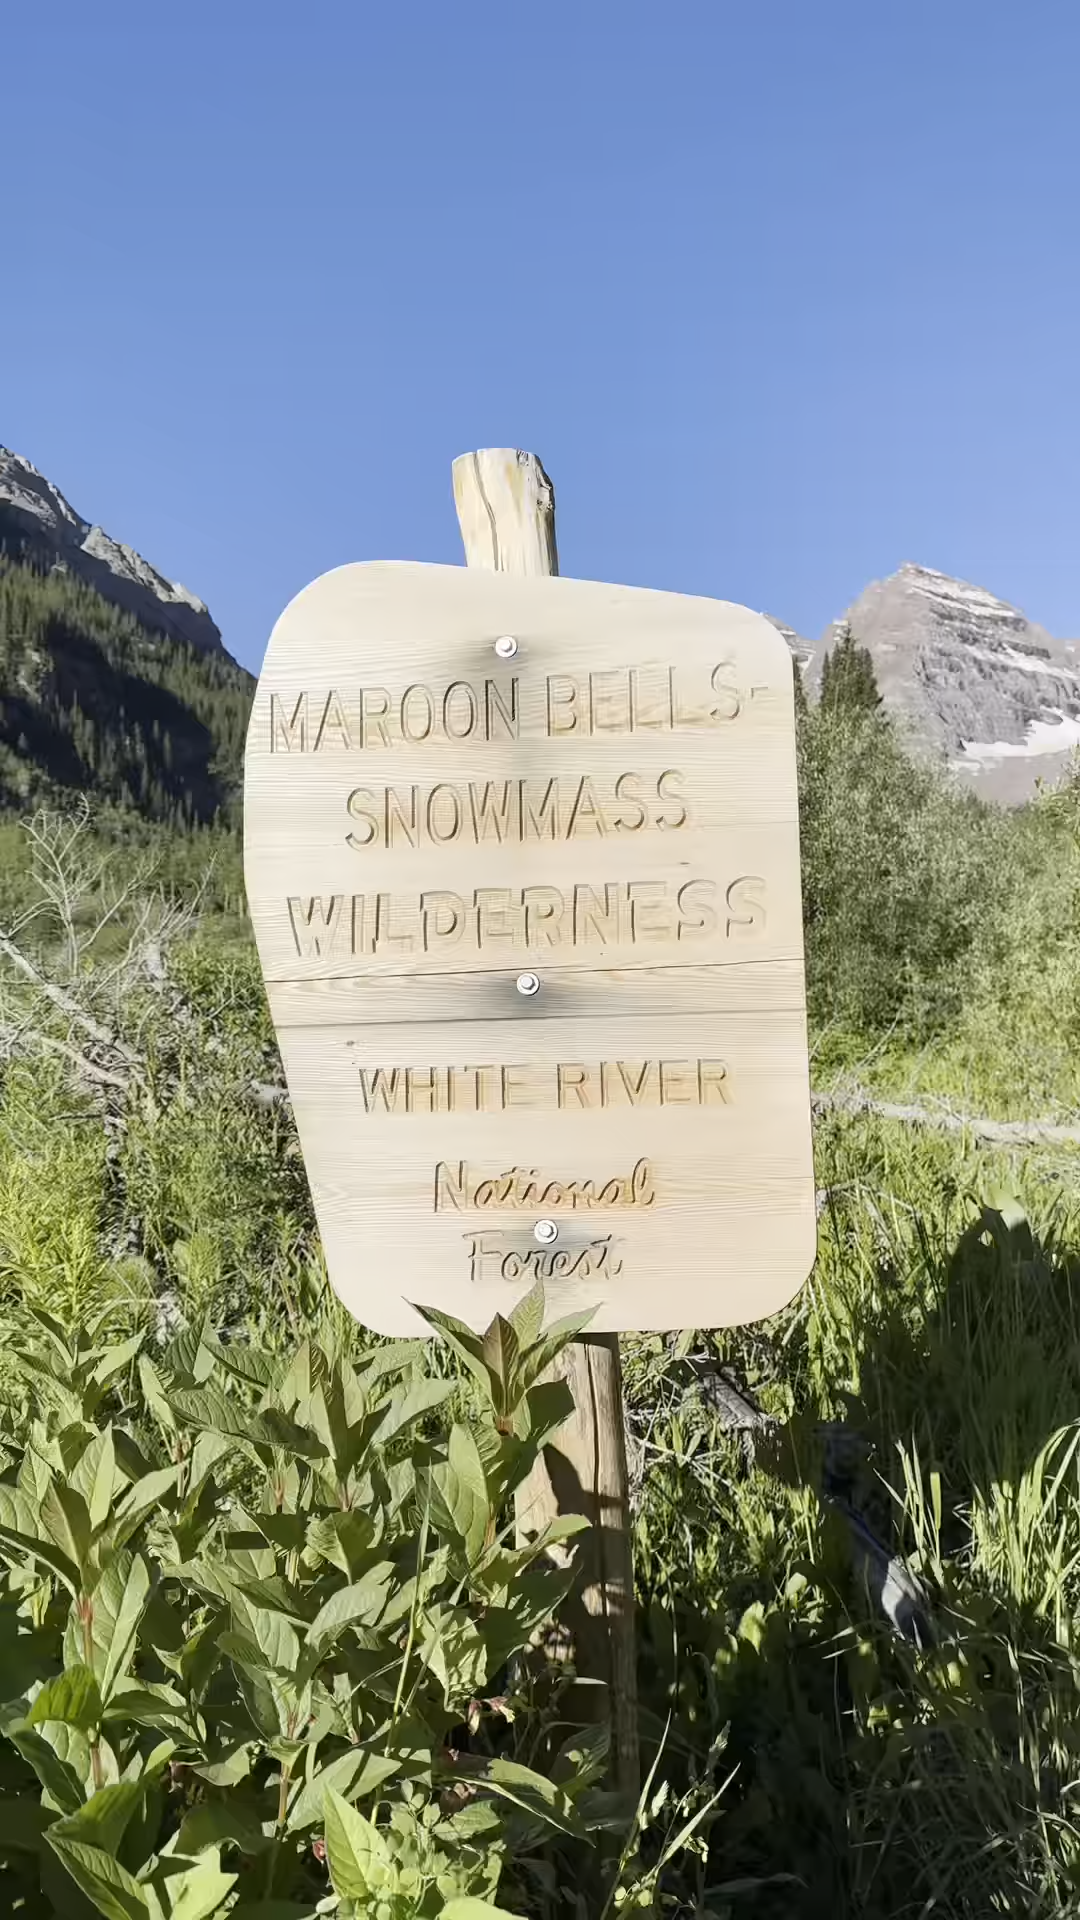 MAROON BELLS-
SNOWMASS
WILDERNESS
WHITE RIVER
National
Forest